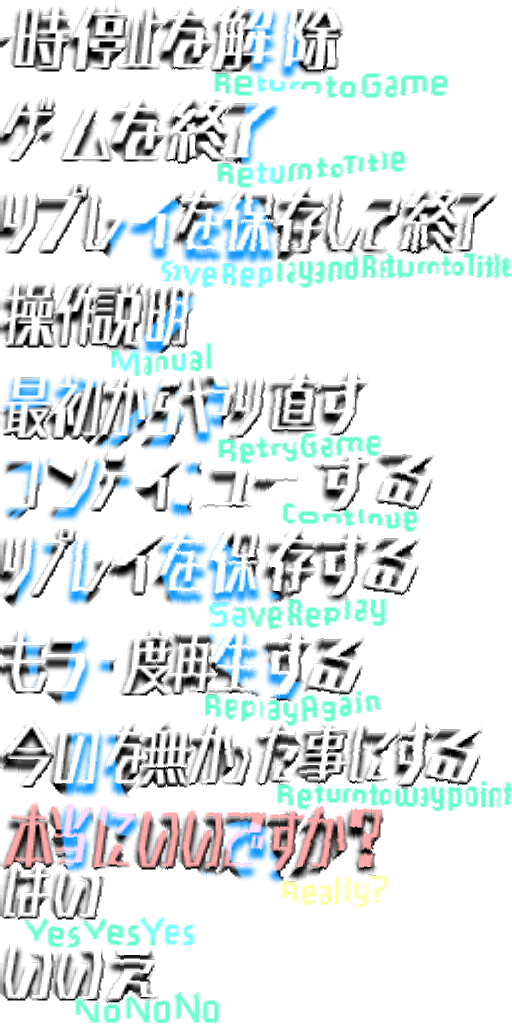 一時停止を解除
ReturntoGame
ゲームを終了
ReturntoTitle
リプレイを保存して終了
SaveReplayandReturntoTitle
操作説明
Manual
最初からやり直す
RetryGame
コンティニューする
Continue
リプレイを保存する
SaveReplay
もう一度再生する
ReplayAgain
今のを無かった事にする
Returntowaypoint
本当にいいですか?
Really?
はい
YesYesYes
いいえ
NoNoNo